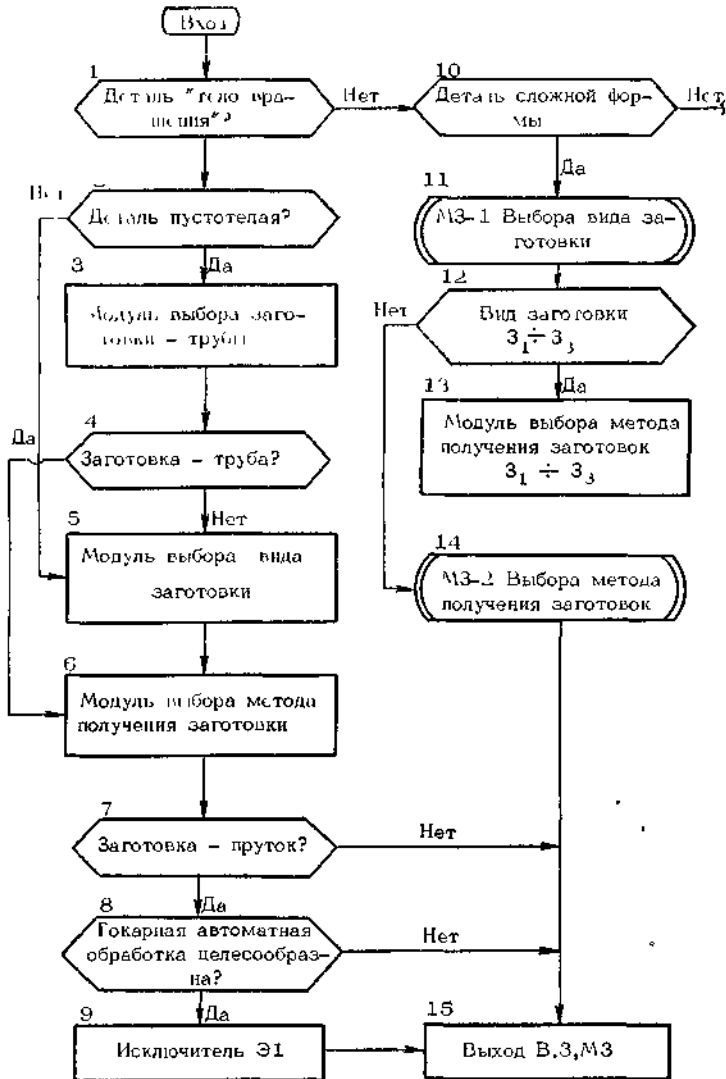 Вход
1
Деталь "тело вра-
щения"?
Нет
10
Деталь сложной фор-
мы
Нет
Да
11
МЗ-1 Выбора вида за-
готовки
Нет
Деталь пустотелая?
Да
3
Модуль выбора заго-
товки - трубы
12
Нет
Вид заготовки
З₁ ÷ З₃
Да
13
Модуль выбора метода
получения заготовок
З₁ ÷ З₃
Да
4
Заготовка - труба?
Нет
5
Модуль выбора вида
заготовки
14
МЗ-2 Выбора метода
получения заготовок
6
Модуль выбора метода
получения заготовки
7
Заготовка - пруток?
Нет
Да
8
Токарная автоматная
обработка целесообраз-
на?
Нет
Да
9
Исключитель Э1
15
Выход В,З,МЗ